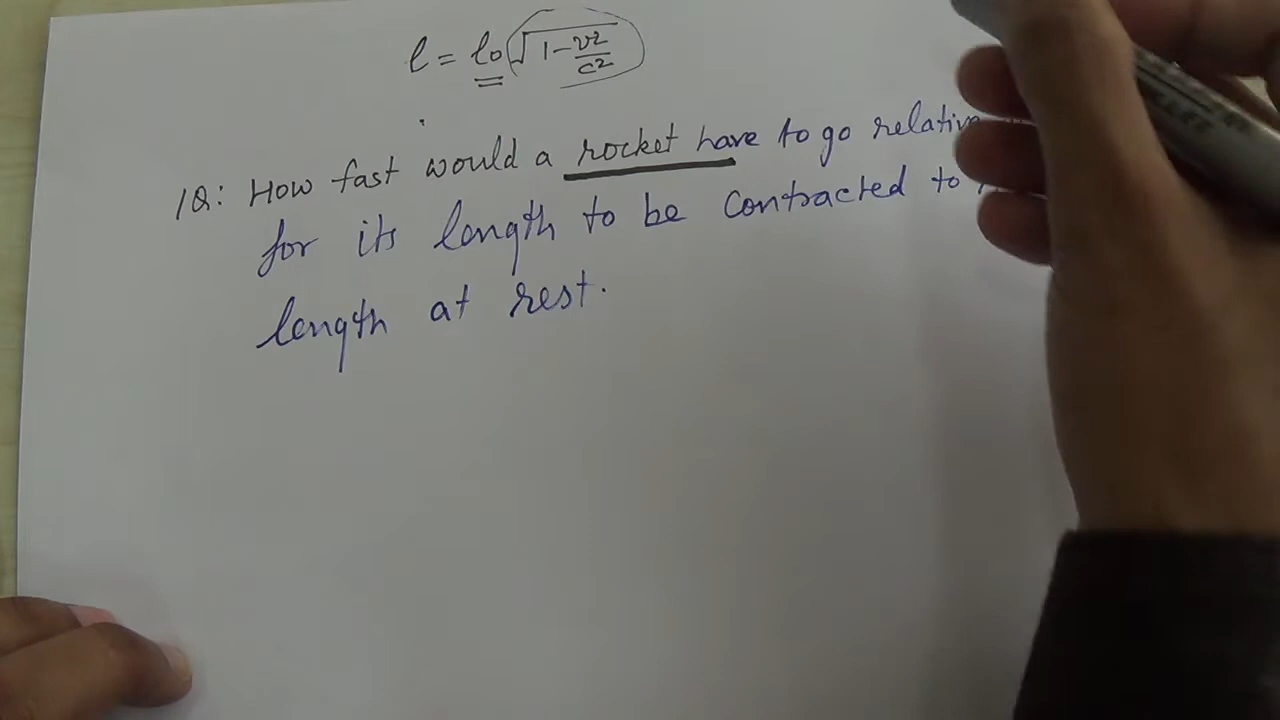 l = l₀ √(1 - v²/c²)
1Q: How fast would a rocket have to go relative
for its length to be contracted to
length at rest.